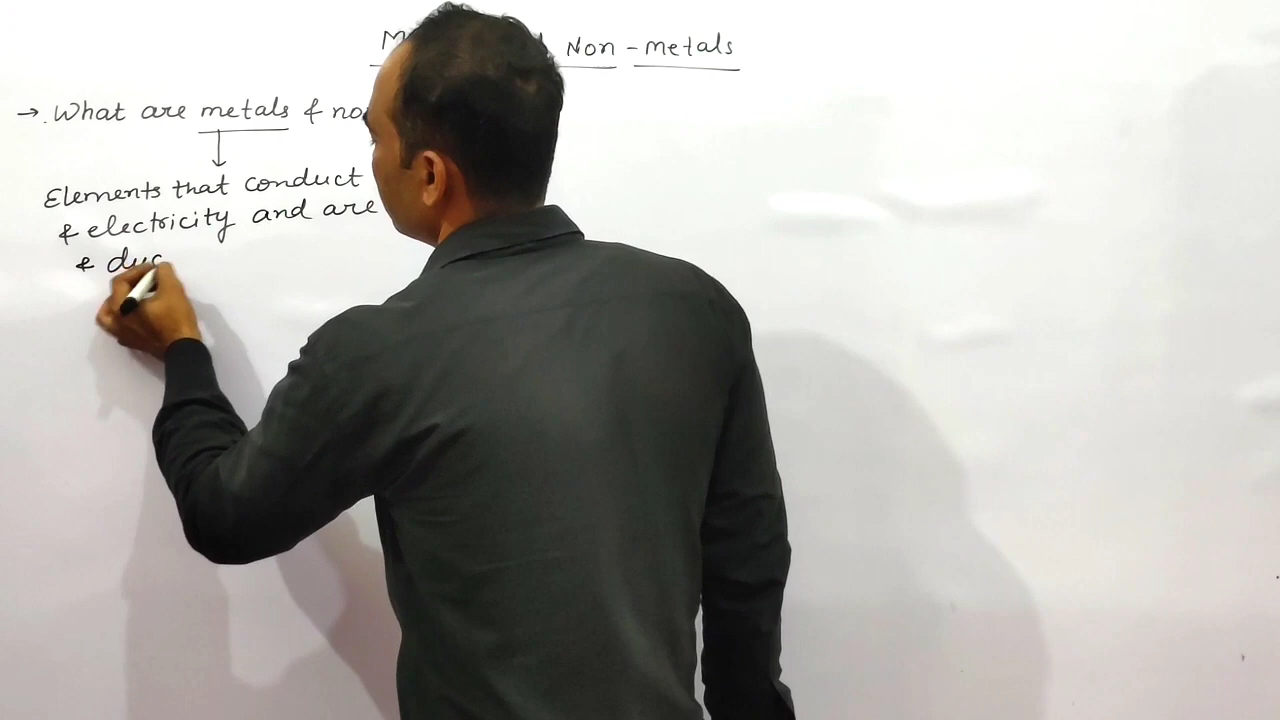 Non - metals
→ What are metals & no
Elements that conduct
& electricity and are
& duc